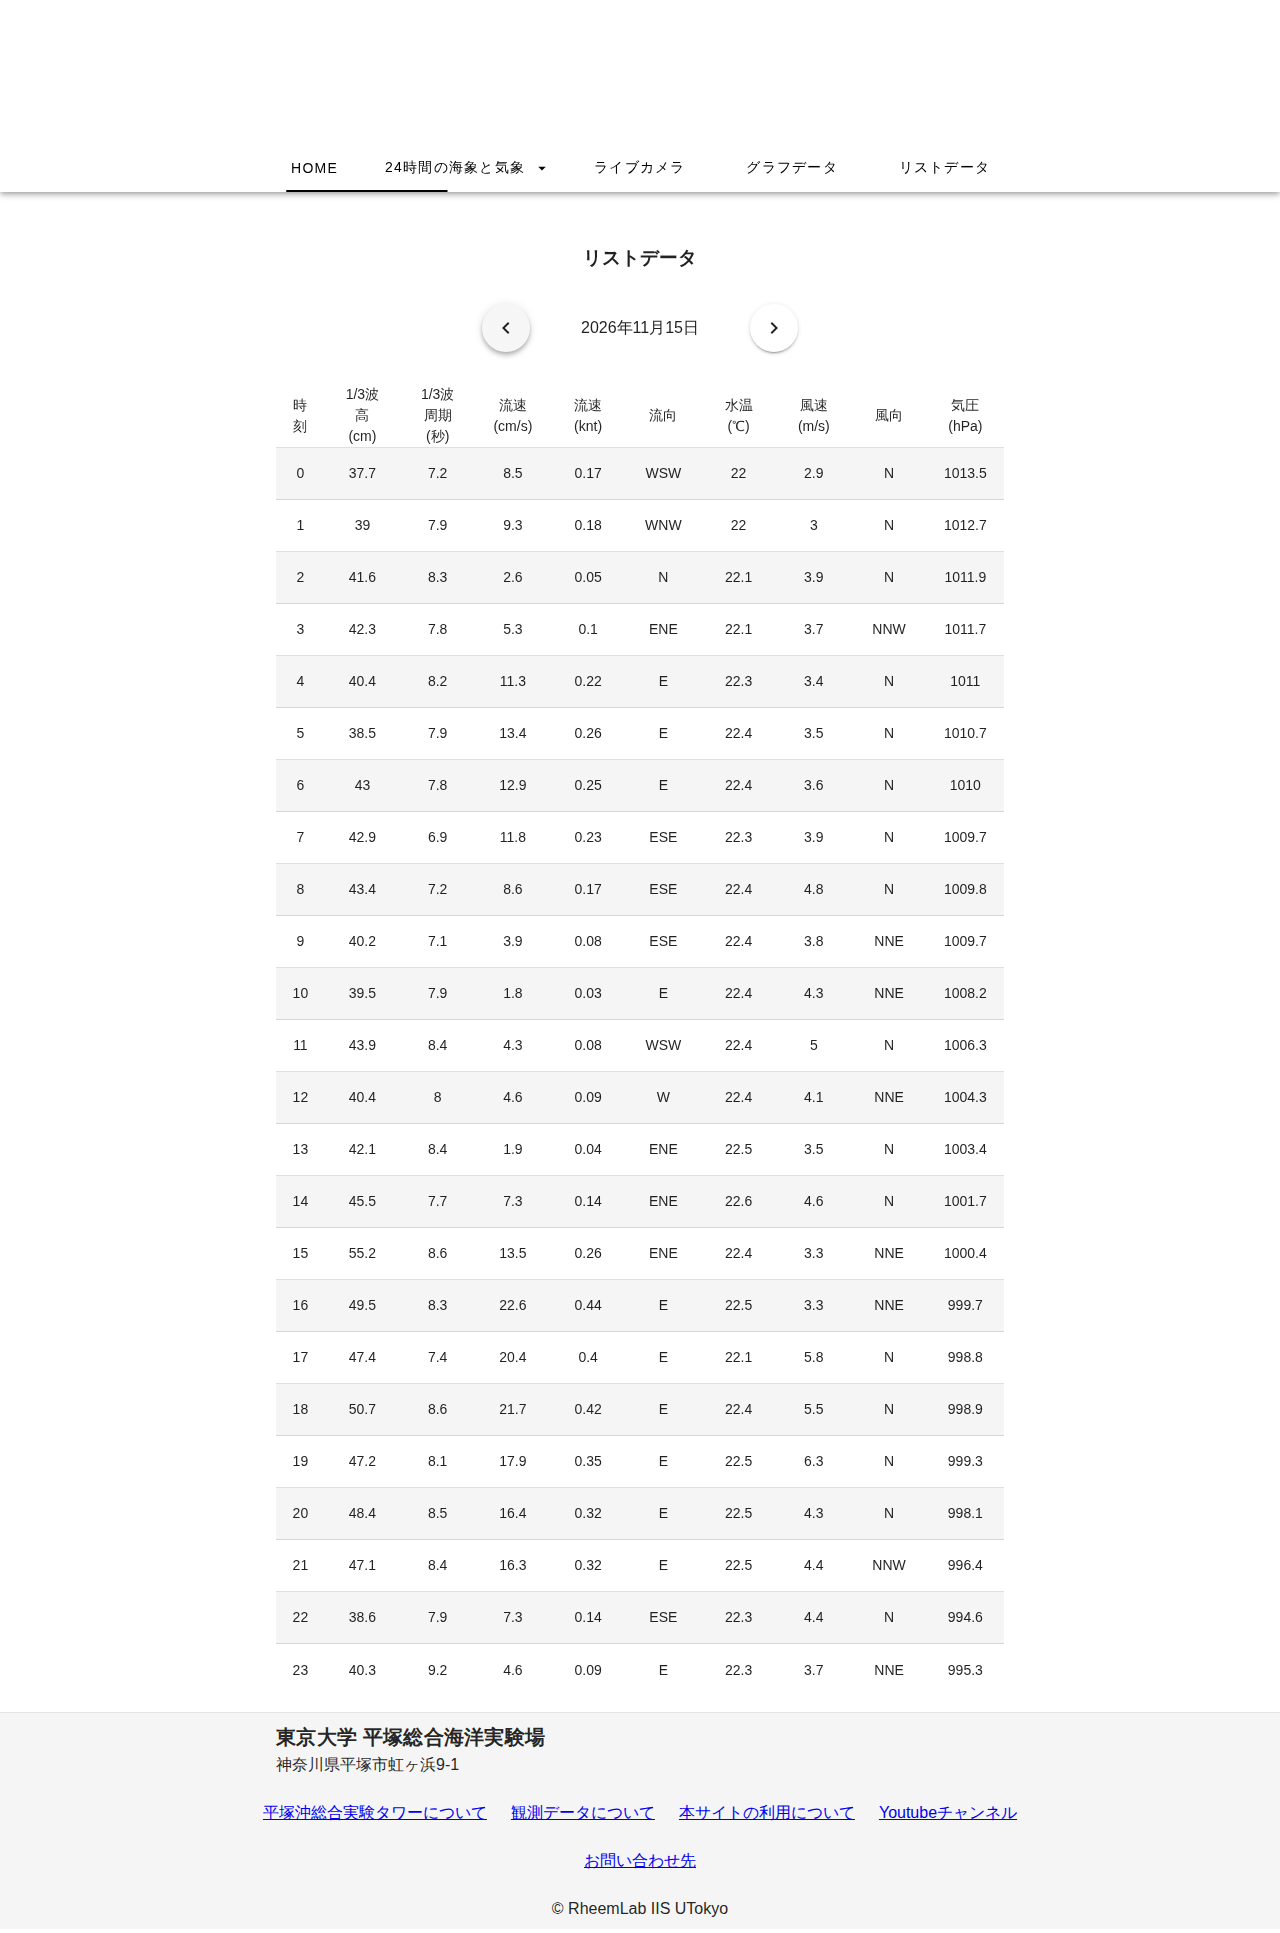 HOME 24時間の海象と気象 ライブカメラ グラフデータ リストデータ
リストデータ
2026年11月15日
時刻 1/3波高(cm) 1/3波周期(秒) 流速(cm/s) 流速(knt) 流向 水温(℃) 風速(m/s) 風向 気圧(hPa)
0 37.7 7.2 8.5 0.17 WSW 22 2.9 N 1013.5
1 39 7.9 9.3 0.18 WNW 22 3 N 1012.7
2 41.6 8.3 2.6 0.05 N 22.1 3.9 N 1011.9
3 42.3 7.8 5.3 0.1 ENE 22.1 3.7 NNW 1011.7
4 40.4 8.2 11.3 0.22 E 22.3 3.4 N 1011
5 38.5 7.9 13.4 0.26 E 22.4 3.5 N 1010.7
6 43 7.8 12.9 0.25 E 22.4 3.6 N 1010
7 42.9 6.9 11.8 0.23 ESE 22.3 3.9 N 1009.7
8 43.4 7.2 8.6 0.17 ESE 22.4 4.8 N 1009.8
9 40.2 7.1 3.9 0.08 ESE 22.4 3.8 NNE 1009.7
10 39.5 7.9 1.8 0.03 E 22.4 4.3 NNE 1008.2
11 43.9 8.4 4.3 0.08 WSW 22.4 5 N 1006.3
12 40.4 8 4.6 0.09 W 22.4 4.1 NNE 1004.3
13 42.1 8.4 1.9 0.04 ENE 22.5 3.5 N 1003.4
14 45.5 7.7 7.3 0.14 ENE 22.6 4.6 N 1001.7
15 55.2 8.6 13.5 0.26 ENE 22.4 3.3 NNE 1000.4
16 49.5 8.3 22.6 0.44 E 22.5 3.3 NNE 999.7
17 47.4 7.4 20.4 0.4 E 22.1 5.8 N 998.8
18 50.7 8.6 21.7 0.42 E 22.4 5.5 N 998.9
19 47.2 8.1 17.9 0.35 E 22.5 6.3 N 999.3
20 48.4 8.5 16.4 0.32 E 22.5 4.3 N 998.1
21 47.1 8.4 16.3 0.32 E 22.5 4.4 NNW 996.4
22 38.6 7.9 7.3 0.14 ESE 22.3 4.4 N 994.6
23 40.3 9.2 4.6 0.09 E 22.3 3.7 NNE 995.3
東京大学 平塚総合海洋実験場
神奈川県平塚市虹ヶ浜9-1
平塚沖総合実験タワーについて 観測データについて 本サイトの利用について Youtubeチャンネル
お問い合わせ先
© RheemLab IIS UTokyo